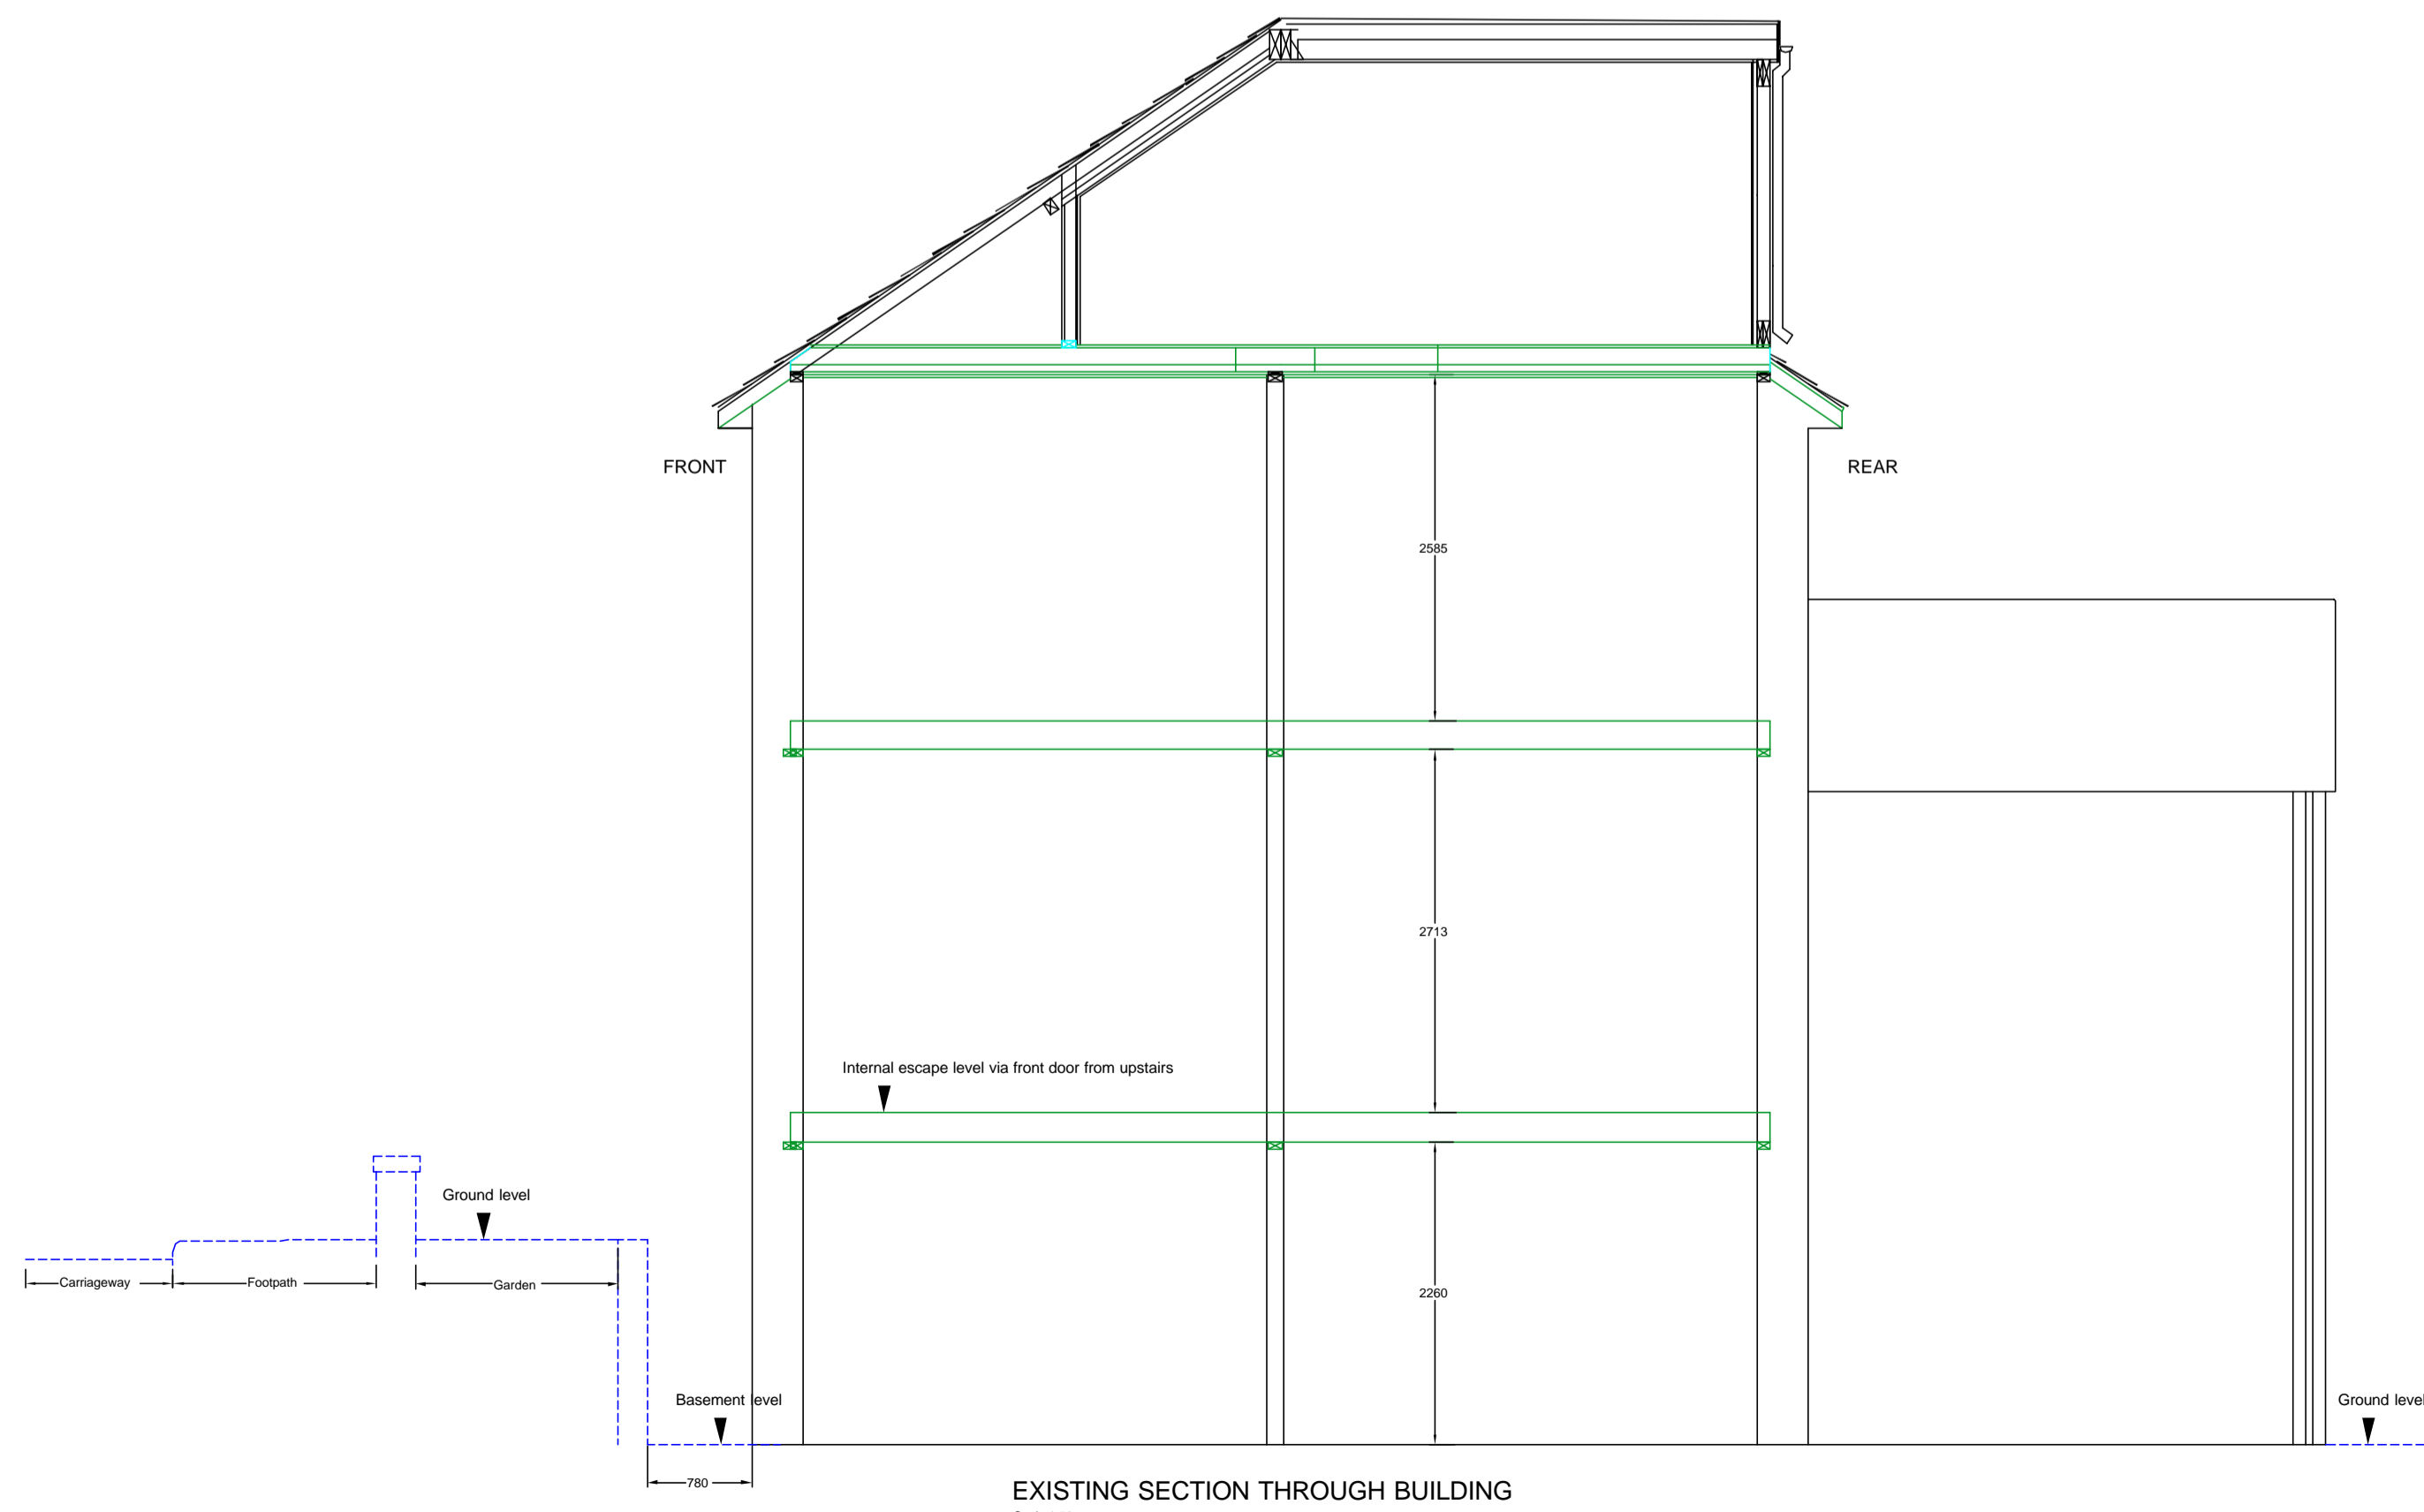 FRONT
REAR
2585
2713
Internal escape level via front door from upstairs
Ground level
Carriageway
Footpath
Garden
2260
Basement level
Ground level
780
EXISTING SECTION THROUGH BUILDING